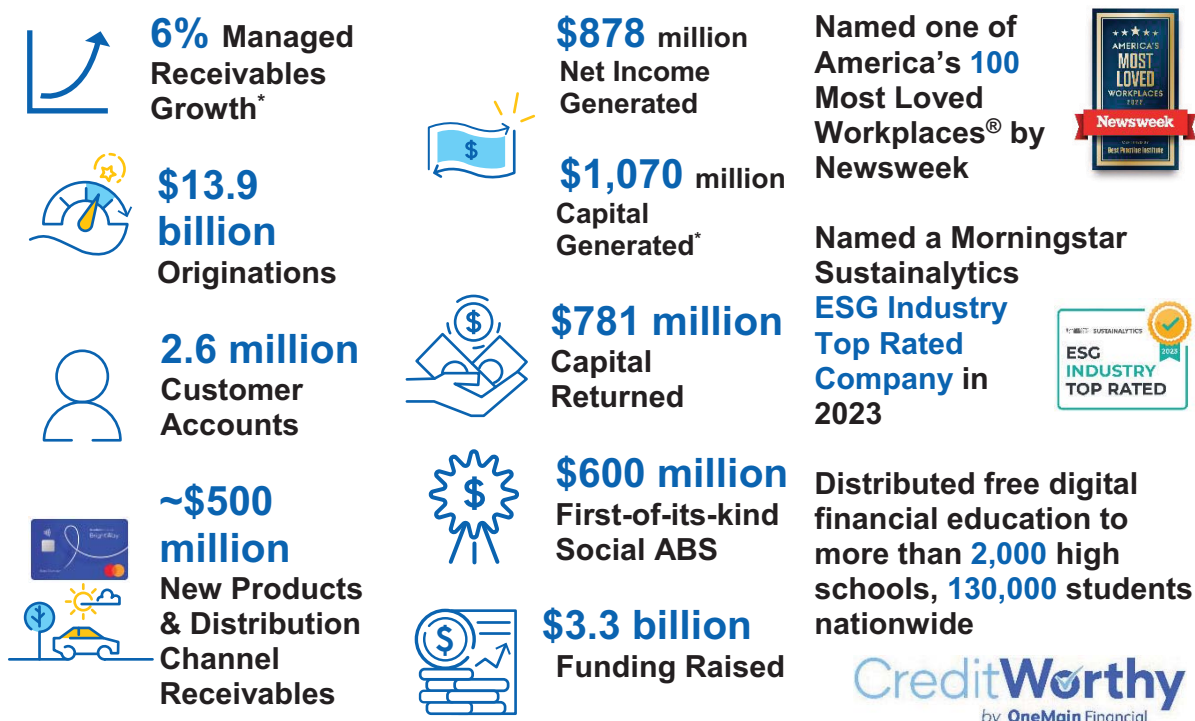 6% Managed
Receivables
Growth*
$13.9
billion
Originations
2.6 million
Customer
Accounts
BrightWay
~$500
million
New Products
& Distribution
Channel
Receivables
$878 million
Net Income
Generated
$
$1,070 million
Capital
Generated*
$
$781 million
Capital
Returned
$
$600 million
First-of-its-kind
Social ABS
$
$3.3 billion
Funding Raised
Named one of
America's 100
Most Loved
Workplaces® by
Newsweek
AMERICA'S
MOST
LOVED
WORKPLACES
2022
Newsweek
Best Practice Institute
Named a Morningstar
Sustainalytics
ESG Industry
Top Rated
Company in
2023
SUSTAINALYTICS
2023
ESG
INDUSTRY
TOP RATED
Distributed free digital
financial education to
more than 2,000 high
schools, 130,000 students
nationwide
CreditWorthy
by OneMain Financial